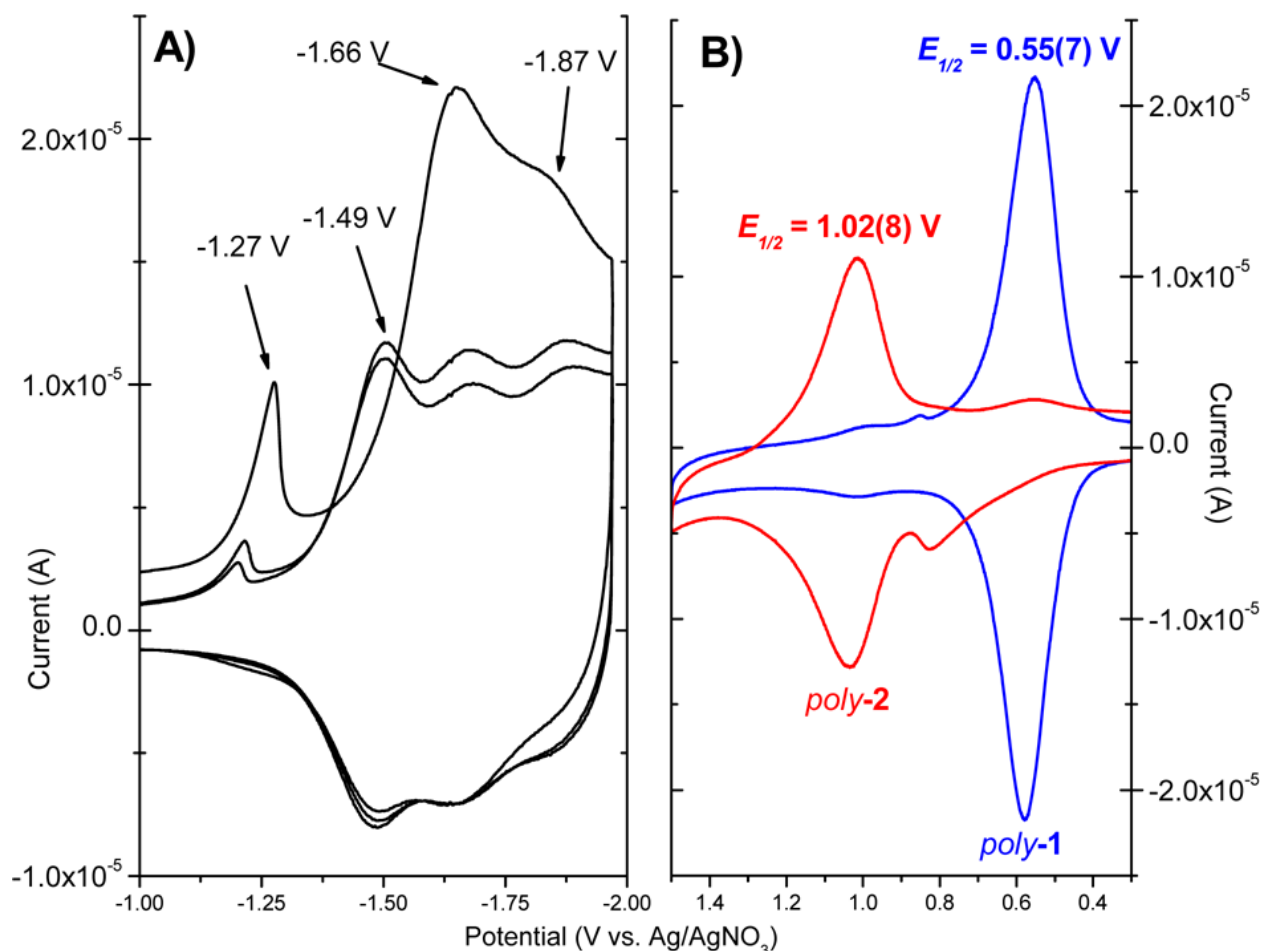 A)
-1.66 V
-1.87 V
-1.49 V
-1.27 V
2.0x10-5
1.0x10-5
0.0
-1.0x10-5
Current (A)
-1.00
-1.25
-1.50
-1.75
-2.00
B)
E1/2 = 0.55(7) V
E1/2 = 1.02(8) V
poly-2
poly-1
2.0x10-5
1.0x10-5
0.0
-1.0x10-5
-2.0x10-5
Current (A)
1.4
1.2
1.0
0.8
0.6
0.4
Potential (V vs. Ag/AgNO3)